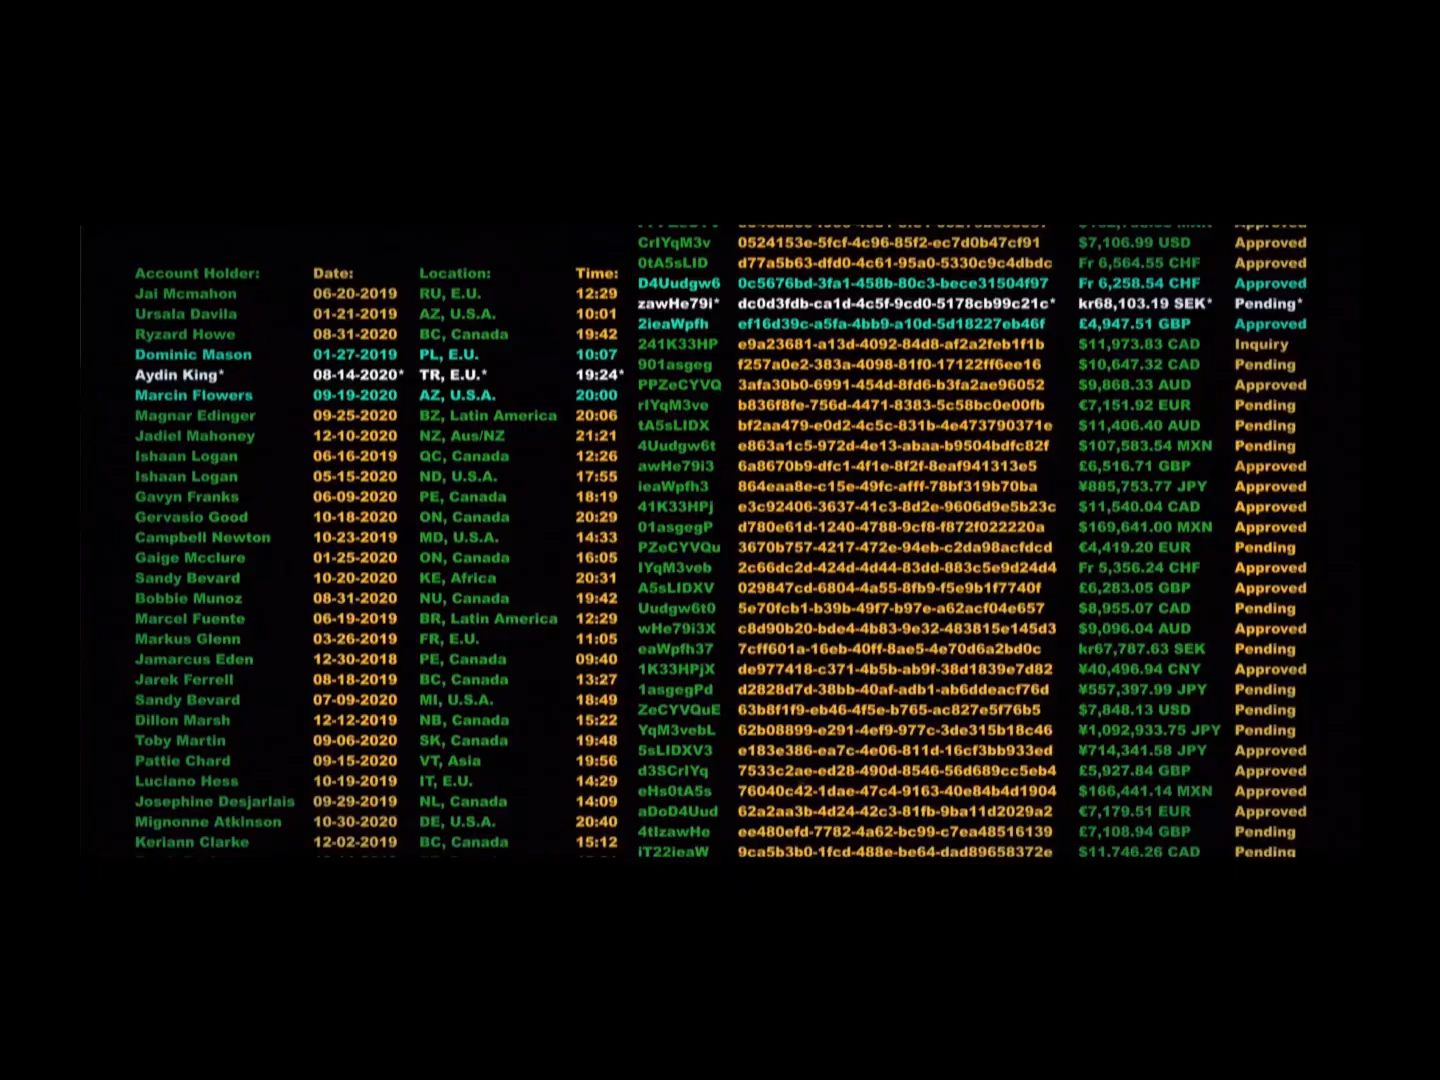 Account Holder: Date: Location: Time:
Jai Mcmahon 06-20-2019 RU, E.U. 12:29
Ursala Davila 01-21-2019 AZ, U.S.A. 10:01
Ryzard Howe 08-31-2020 BC, Canada 19:42
Dominic Mason 01-27-2019 PL, E.U. 10:07
Aydin King* 08-14-2020* TR, E.U.* 19:24*
Marcin Flowers 09-19-2020 AZ, U.S.A. 20:00
Magnar Edinger 09-25-2020 BZ, Latin America 20:06
Jadiel Mahoney 12-10-2020 NZ, Aus/NZ 21:21
Ishaan Logan 06-16-2019 QC, Canada 12:26
Ishaan Logan 05-15-2020 ND, U.S.A. 17:55
Gavyn Franks 06-09-2020 PE, Canada 18:19
Gervasio Good 10-18-2020 ON, Canada 20:29
Campbell Newton 10-23-2019 MD, U.S.A. 14:33
Gaige Mcclure 01-25-2020 ON, Canada 16:05
Sandy Bevard 10-20-2020 KE, Africa 20:31
Bobbie Munoz 08-31-2020 NU, Canada 19:42
Marcel Fuente 06-19-2019 BR, Latin America 12:29
Markus Glenn 03-26-2019 FR, E.U. 11:05
Jamarcus Eden 12-30-2018 PE, Canada 09:40
Jarek Ferrell 08-18-2019 BC, Canada 13:27
Sandy Bevard 07-09-2020 MI, U.S.A. 18:49
Dillon Marsh 12-12-2019 NB, Canada 15:22
Toby Martin 09-06-2020 SK, Canada 19:48
Pattie Chard 09-15-2020 VT, Asia 19:56
Luciano Hess 10-19-2019 IT, E.U. 14:29
Josephine Desjarlais 09-29-2019 NL, Canada 14:09
Mignonne Atkinson 10-30-2020 DE, U.S.A. 20:40
Keriann Clarke 12-02-2019 BC, Canada 15:12
CrIYqM3v 0524153e-5fcf-4c96-85f2-ec7d0b47cf91 $7,106.99 USD Approved
0tA5sLID d77a5b63-dfd0-4c61-95a0-5330c9c4dbdc Fr 6,564.55 CHF Approved
D4Uudgw6 0c5676bd-3fa1-458b-80c3-bece31504f97 Fr 6,258.54 CHF Approved
zawHe79i* dc0d3fdb-ca1d-4c5f-9cd0-5178cb99c21c* kr68,103.19 SEK* Pending*
2ieaWpfh ef16d39c-a5fa-4bb9-a10d-5d18227eb46f £4,947.51 GBP Approved
241K33HP e9a23681-a13d-4092-84d8-af2a2feb1f1b $11,973.83 CAD Inquiry
901asgeg f257a0e2-383a-4098-81f0-17122ff6ee16 $10,647.32 CAD Pending
PPZeCYVQ 3afa30b0-6991-454d-8fd6-b3fa2ae96052 $9,868.33 AUD Approved
rIYqM3ve b836f8fe-756d-4471-8383-5c58bc0e00fb €7,151.92 EUR Pending
tA5sLIDX bf2aa479-e0d2-4c5c-831b-4e473790371e $11,406.40 AUD Pending
4Uudgw6t e863a1c5-972d-4e13-abaa-b9504bdfc82f $107,583.54 MXN Pending
awHe79i3 6a8670b9-dfc1-4f1e-8f2f-8eaf941313e5 £6,516.71 GBP Approved
ieaWpfh3 864eaa8e-c15e-49fc-afff-78bf319b70ba ¥885,753.77 JPY Approved
41K33HPj e3c92406-3637-41c3-8d2e-9606d9e5b23c $11,540.04 CAD Approved
01asgegP d780e61d-1240-4788-9cf8-f872f022220a $169,641.00 MXN Approved
PZeCYVQu 3670b757-4217-472e-94eb-c2da98acfdcd €4,419.20 EUR Pending
IYqM3veb 2c66dc2d-424d-4d44-83dd-883c5e9d24d4 Fr 5,356.24 CHF Approved
A5sLIDXV 029847cd-6804-4a55-8fb9-f5e9b1f7740f £6,283.05 GBP Approved
Uudgw6t0 5e70fcb1-b39b-49f7-b97e-a62acf04e657 $8,955.07 CAD Pending
wHe79i3X c8d90b20-bde4-4b83-9e32-483815e145d3 $9,096.04 AUD Approved
eaWpfh37 7cff601a-16eb-40ff-8ae5-4e70d6a2bd0c kr67,787.63 SEK Pending
1K33HPjX de977418-c371-4b5b-ab9f-38d1839e7d82 ¥40,496.94 CNY Approved
1asgegPd d2828d7d-38bb-40af-adb1-ab6ddeacf76d ¥557,397.99 JPY Pending
ZeCYVQuE 63b8f1f9-eb46-4f5e-b765-ac827e5f76b5 $7,848.13 USD Pending
YqM3vebL 62b08899-e291-4ef9-977c-3de315b18c46 ¥1,092,933.75 JPY Pending
5sLIDXV3 e183e386-ea7c-4e06-811d-16cf3bb933ed ¥714,341.58 JPY Approved
d3SCrIYq 7533c2ae-ed28-490d-8546-56d689cc5eb4 £5,927.84 GBP Approved
eHs0tA5s 76040c42-1dae-47c4-9163-40e84b4d1904 $166,441.14 MXN Approved
aDoD4Uud 62a2aa3b-4d24-42c3-81fb-9ba11d2029a2 €7,179.51 EUR Approved
4tIzawHe ee480efd-7782-4a62-bc99-c7ea48516139 £7,108.94 GBP Pending
iT22ieaW 9ca5b3b0-1fcd-488e-be64-dad89658372e $11,746.26 CAD Pending